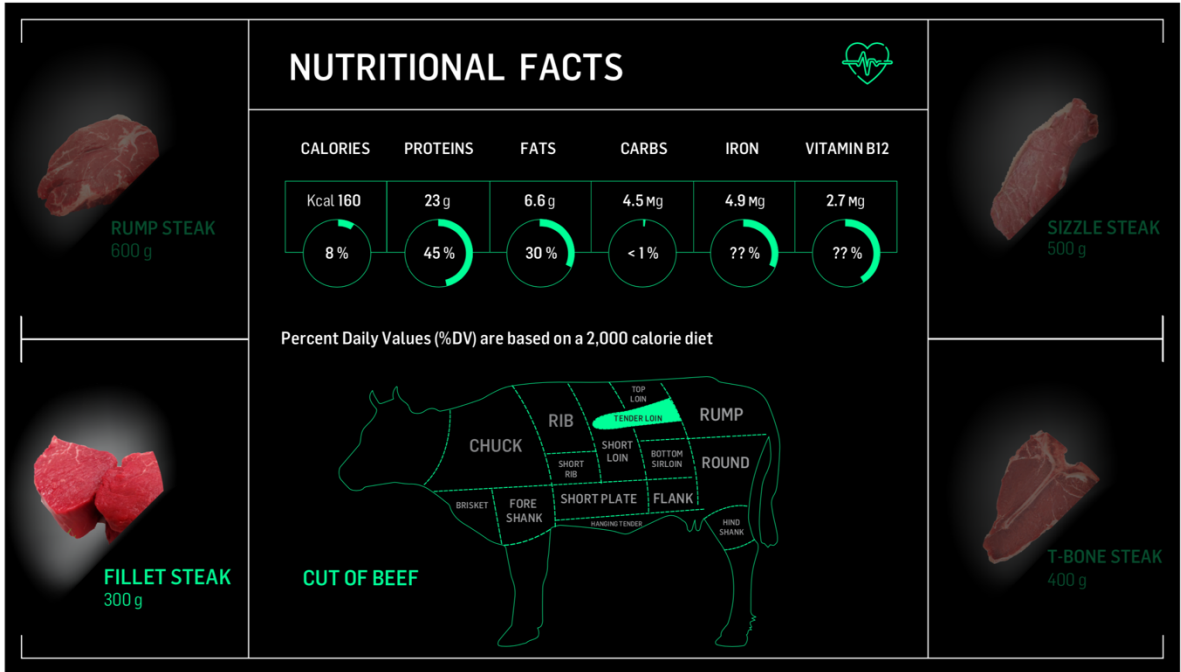 NUTRITIONAL FACTS
CALORIES PROTEINS FATS CARBS IRON VITAMIN B12
Kcal 160 23 g 6.6 g 4.5 Mg 4.9 Mg 2.7 Mg
8 % 45 % 30 % < 1 % ?? % ?? %
RUMP STEAK
600 g
SIZZLE STEAK
500 g
Percent Daily Values (%DV) are based on a 2,000 calorie diet
TOP
LOIN
RIB
TENDER LOIN
RUMP
CHUCK
SHORT
LOIN
BOTTOM
SIRLOIN
ROUND
SHORT
RIB
BRISKET
FORE
SHANK
SHORT PLATE
FLANK
HANGING TENDER
HIND
SHANK
CUT OF BEEF
FILLET STEAK
300 g
T-BONE STEAK
400 g